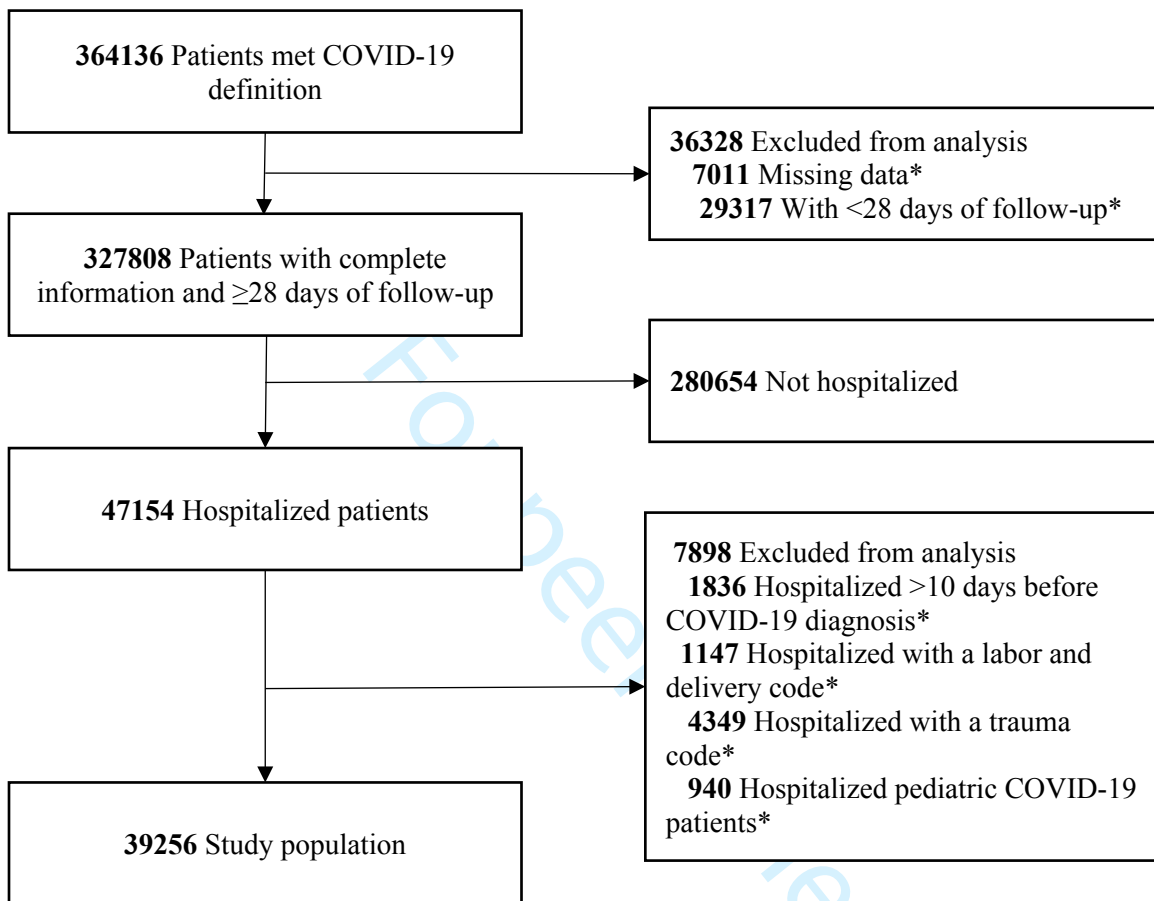 364136 Patients met COVID-19
definition
36328 Excluded from analysis
7011 Missing data*
29317 With <28 days of follow-up*
327808 Patients with complete
information and ≥28 days of follow-up
280654 Not hospitalized
47154 Hospitalized patients
7898 Excluded from analysis
1836 Hospitalized >10 days before
COVID-19 diagnosis*
1147 Hospitalized with a labor and
delivery code*
4349 Hospitalized with a trauma
code*
940 Hospitalized pediatric COVID-19
patients*
39256 Study population
For peer